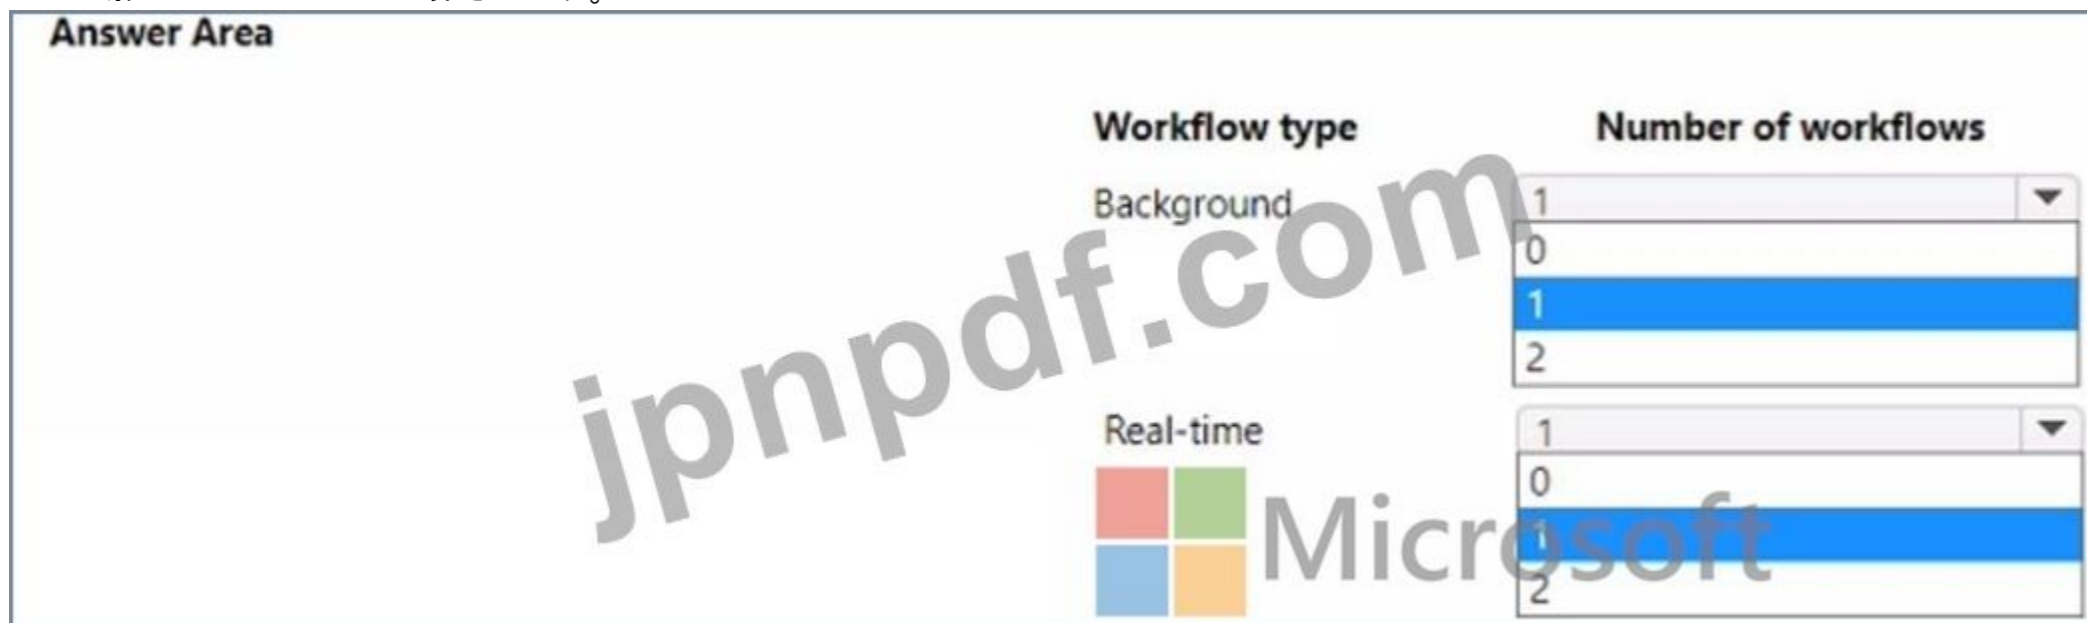 Answer Area
Workflow type Number of workflows
Background 1
0
1
2
Real-time 1
0
1
2
jpnpdf.com
Microsoft